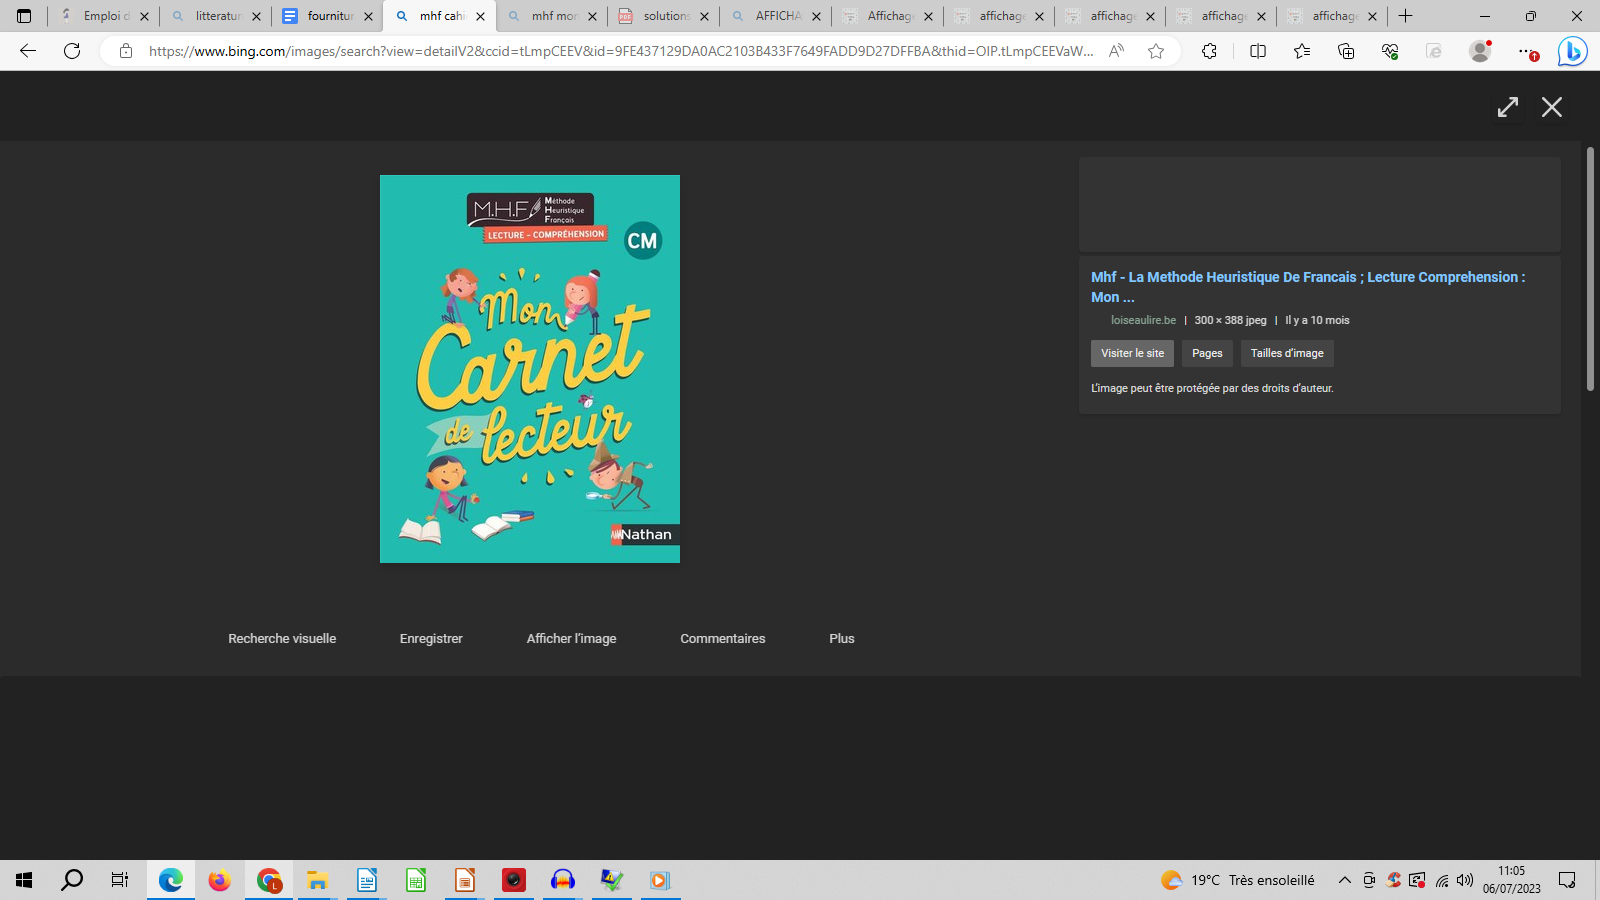 Emploi d
litteratur
fournitur
mhf cahi
mhf mor
solutions
AFFICHA
Affichag
affichag
affichag
affichag
affichag
https://www.bing.com/images/search?view=detailV2&ccid=tLmpCEEV&id=9FE437129DA0AC2103B433F7649FADD9D27DFFBA&thid=OIP.tLmpCEEVaW...
M.H.F
Méthode
Heuristique
Français
LECTURE – COMPRÉHENSION
CM
Mon
Carnet
de lecteur
Nathan
Mhf - La Methode Heuristique De Francais ; Lecture Comprehension :
Mon ...
loiseaulire.be | 300 × 388 jpeg | Il y a 10 mois
Visiter le site Pages Tailles d’image
L’image peut être protégée par des droits d’auteur.
Recherche visuelle Enregistrer Afficher l’image Commentaires Plus
19°C Très ensoleillé
11:05
06/07/2023